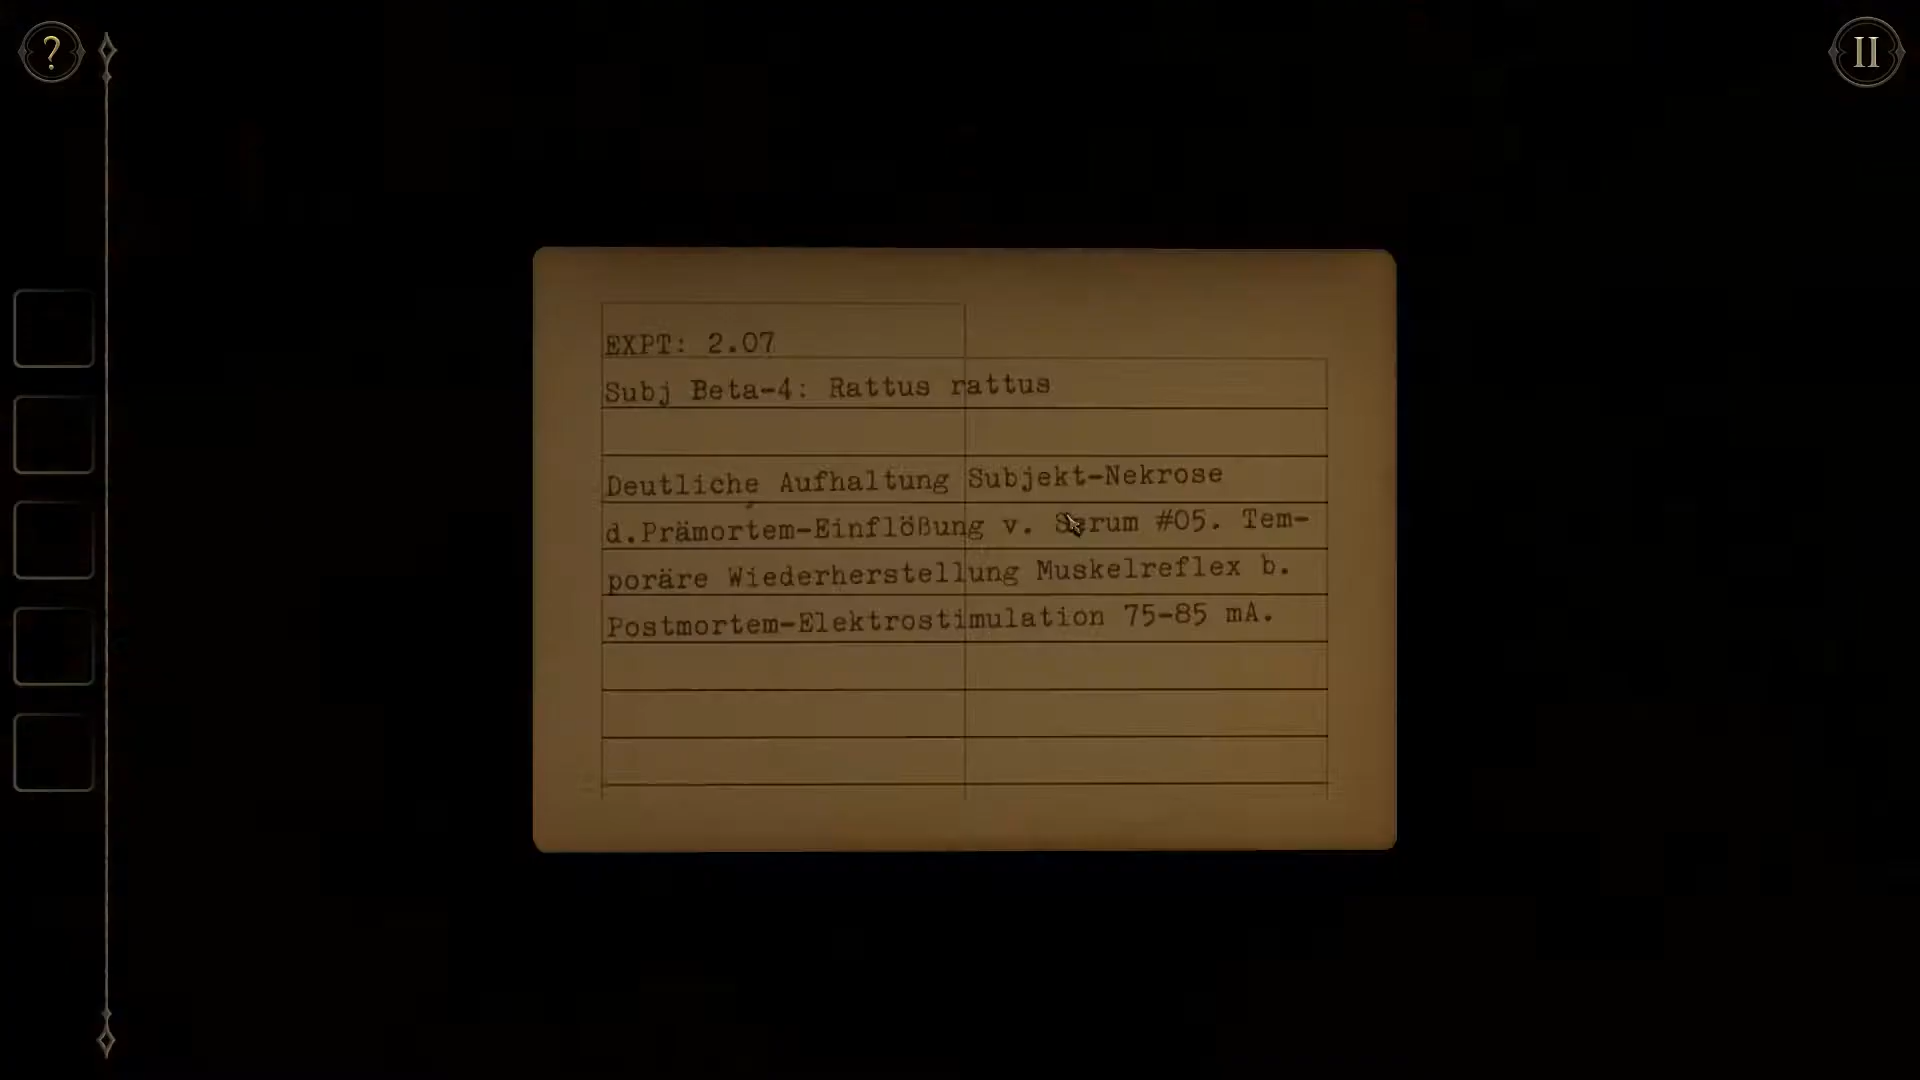 ?
II
EXPT: 2.07
Subj Beta-4: Rattus rattus
Deutliche Aufhaltung Subjekt-Nekrose
d.Prämortem-Einflößung v. Serum #05. Tem-
poräre Wiederherstellung Muskelreflex b.
Postmortem-Elektrostimulation 75-85 mA.